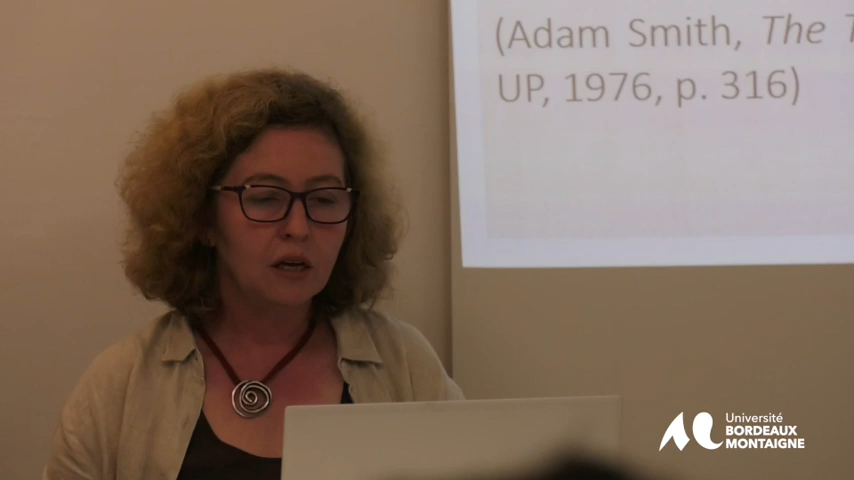 (Adam Smith, The
UP, 1976, p. 316)
Université
BORDEAUX
MONTAIGNE